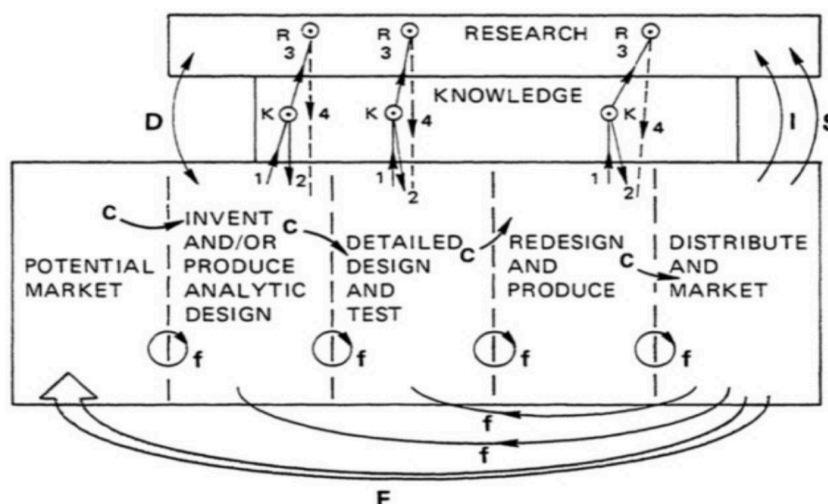 R R RESEARCH R
3 3 3
KNOWLEDGE
D K 4 K 4 K 4 I S
1 2 1 2 1 2
C INVENT
AND/OR
PRODUCE
ANALYTIC
DESIGN
POTENTIAL
MARKET
C DETAILED
DESIGN
AND
TEST
C REDESIGN
AND
PRODUCE
C DISTRIBUTE
AND
MARKET
f f f f
f
f
F